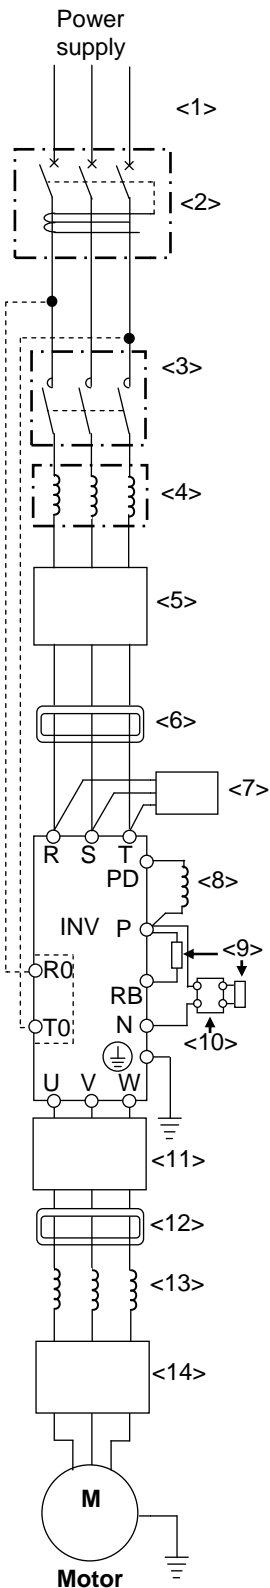 Power
supply
<1>
<2>
<3>
<4>
<5>
<6>
<7>
R S T
PD
<8>
INV P
<9>
R0
RB
<10>
T0
N
U V W
<11>
<12>
<13>
<14>
M
Motor